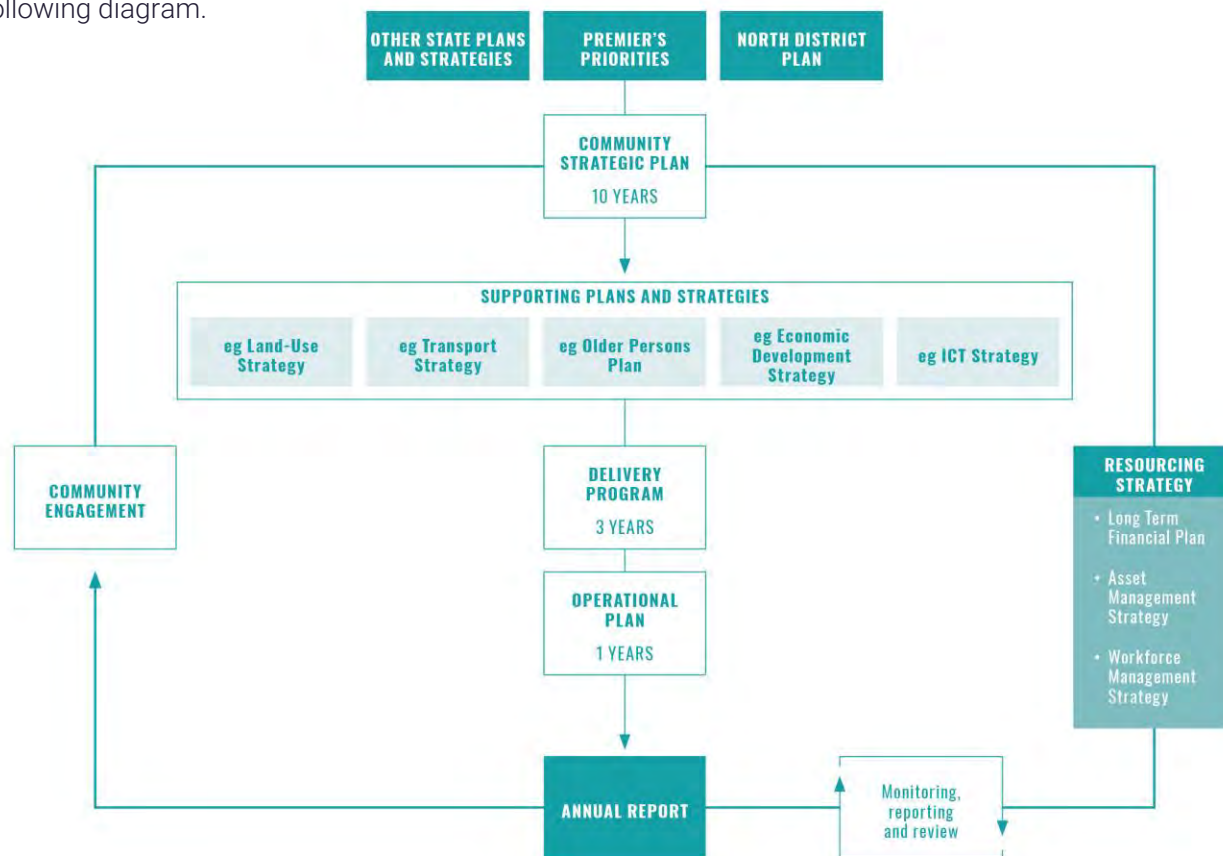 ollowing diagram.
OTHER STATE PLANS
AND STRATEGIES
PREMIER'S
PRIORITIES
NORTH DISTRICT
PLAN
COMMUNITY
STRATEGIC PLAN
10 YEARS
SUPPORTING PLANS AND STRATEGIES
eg Land-Use
Strategy
eg Transport
Strategy
eg Older Persons
Plan
eg Economic
Development
Strategy
eg ICT Strategy
COMMUNITY
ENGAGEMENT
DELIVERY
PROGRAM
3 YEARS
OPERATIONAL
PLAN
1 YEARS
RESOURCING
STRATEGY
• Long Term
Financial Plan
• Asset
Management
Strategy
• Workforce
Management
Strategy
ANNUAL REPORT
Monitoring,
reporting
and review